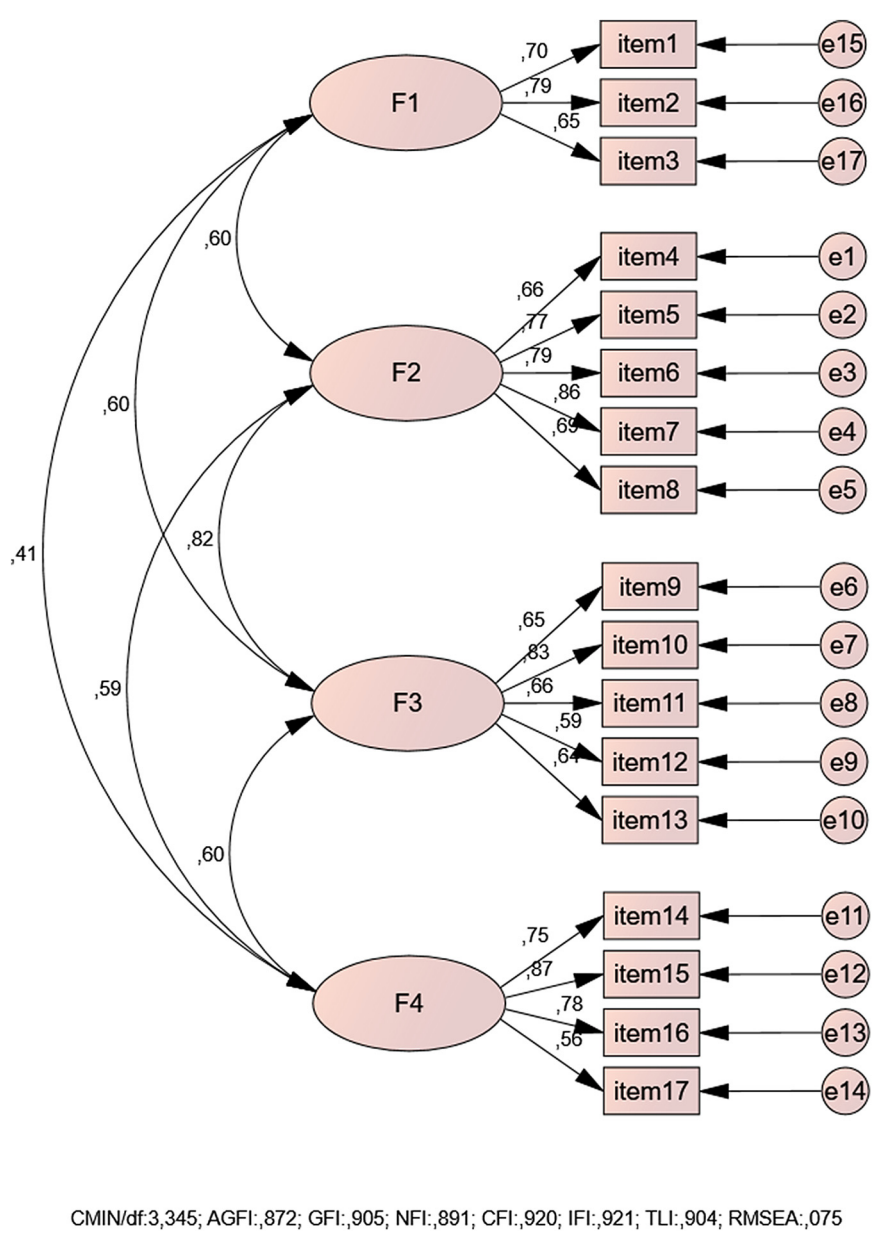 ,70 item1 e15
F1 ,79 item2 e16
,65 item3 e17
,60
,66 item4 e1
,77 item5 e2
F2 ,79 item6 e3
,86 item7 e4
,69 item8 e5
,60
,82
,41
,65 item9 e6
,83 item10 e7
F3 ,66 item11 e8
,59 item12 e9
,64 item13 e10
,59
,60
,75 item14 e11
,87 item15 e12
F4 ,78 item16 e13
,56 item17 e14
CMIN/df:3,345; AGFI:,872; GFI:,905; NFI:,891; CFI:,920; IFI:,921; TLI:,904; RMSEA:,075